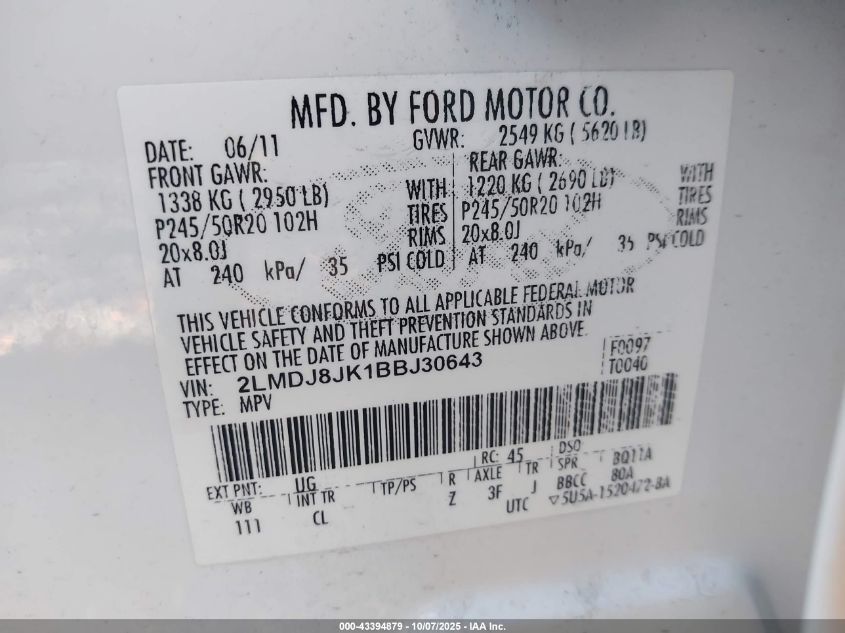 MFD. BY FORD MOTOR CO.
DATE: 06/11 GVWR: 2549 KG ( 5620 LB)
FRONT GAWR: REAR GAWR:
1338 KG ( 2950 LB) WITH 1220 KG ( 2690 LB) WITH
P245/50R20 102H TIRES P245/50R20 102H TIRES
20x8.0J RIMS 20x8.0J RIMS
AT 240 kPa/ 35 PSI COLD AT 240 kPa/ 35 PSI COLD
THIS VEHICLE CONFORMS TO ALL APPLICABLE FEDERAL MOTOR
VEHICLE SAFETY AND THEFT PREVENTION STANDARDS IN
EFFECT ON THE DATE OF MANUFACTURE SHOWN ABOVE.
F0097
VIN: 2LMDJ8JK1BBJ30643 T0040
TYPE: MPV
RC: 45 DSO
EXT PNT: UG AXLE TR SPR BQ11A
WB INT TR TP/PS R 3F J BBCC 80A
111 CL Z UTC ▽5U5A-1520472-BA
000-43394879 - 10/07/2025 - IAA Inc.